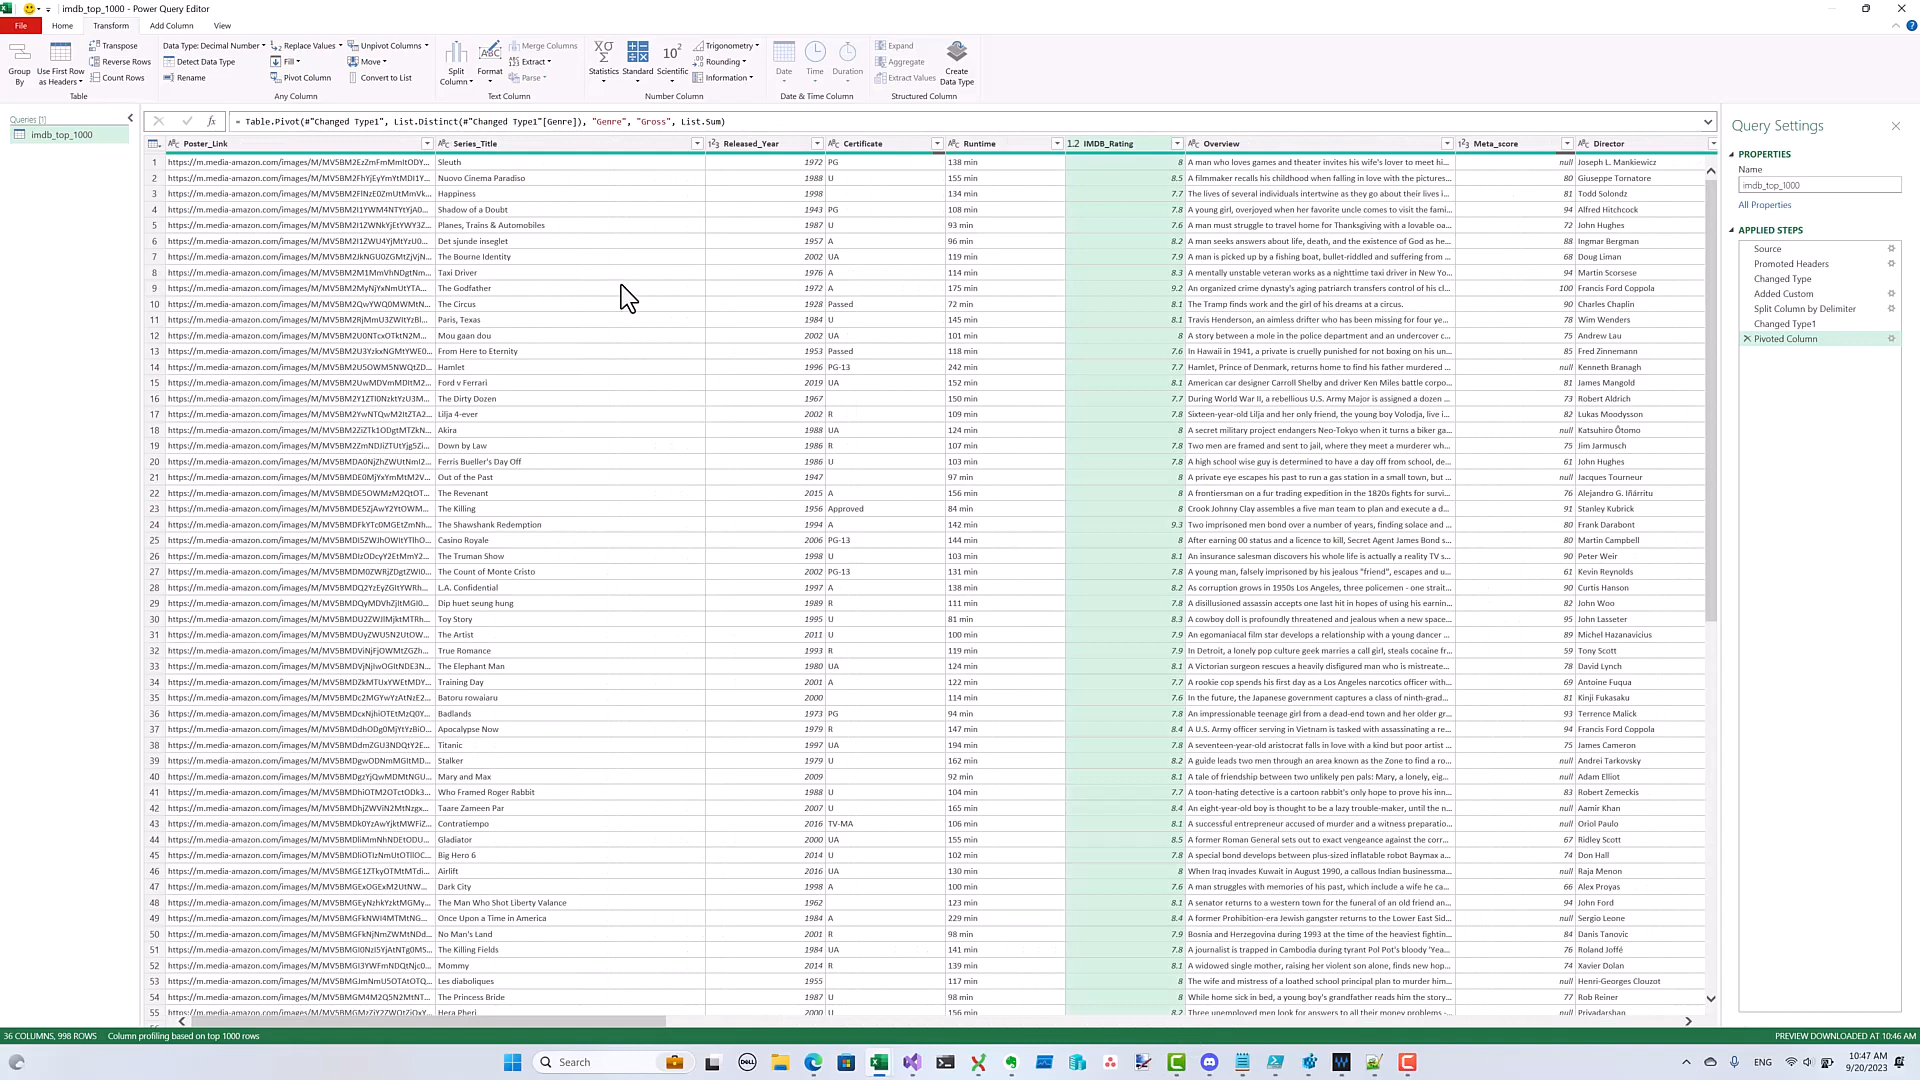 imdb_top_1000 - Power Query Editor
File Home Transform Add Column View
Group By
Use First Row as Headers
Transpose
Reverse Rows
Count Rows
Table
Data Type: Decimal Number
Detect Data Type
Rename
Replace Values
Fill
Pivot Column
Unpivot Columns
Move
Convert to List
Any Column
Split Column
Format
Merge Columns
Extract
Parse
Text Column
Statistics
Standard
Scientific
Trigonometry
Rounding
Information
Number Column
Date
Time
Duration
Date & Time Column
Expand
Aggregate
Extract Values
Create Data Type
Structured Column
Queries [1]
imdb_top_1000
= Table.Pivot(#"Changed Type1", List.Distinct(#"Changed Type1"[Genre]), "Genre", "Gross", List.Sum)
Poster_Link Series_Title Released_Year Certificate Runtime IMDB_Rating Overview Meta_score Director
1 Sleuth 1972 PG 138 min 8 A man who loves games and theater invites his wife's lover to meet hi... null Joseph L. Mankiewicz
2 Nuovo Cinema Paradiso 1988 U 155 min 8.5 A filmmaker recalls his childhood when falling in love with the pictures... 80 Giuseppe Tornatore
3 Happiness 1998 134 min 7.7 The lives of several individuals intertwine as they go about their lives i... 81 Todd Solondz
4 Shadow of a Doubt 1943 PG 108 min 7.8 A young girl, overjoyed when her favorite uncle comes to visit the fami... 94 Alfred Hitchcock
5 Planes, Trains & Automobiles 1987 U 93 min 7.6 A man must struggle to travel home for Thanksgiving with a lovable oa... 72 John Hughes
6 Det sjunde inseglet 1957 A 96 min 8.2 A man seeks answers about life, death, and the existence of God as he... 88 Ingmar Bergman
7 The Bourne Identity 2002 UA 119 min 7.9 A man is picked up by a fishing boat, bullet-riddled and suffering from ... 68 Doug Liman
8 Taxi Driver 1976 A 114 min 8.3 A mentally unstable veteran works as a nighttime taxi driver in New Yo... 94 Martin Scorsese
9 The Godfather 1972 A 175 min 9.2 An organized crime dynasty's aging patriarch transfers control of his cl... 100 Francis Ford Coppola
10 The Circus 1928 Passed 72 min 8.1 The Tramp finds work and the girl of his dreams at a circus. 90 Charles Chaplin
11 Paris, Texas 1984 U 145 min 8.1 Travis Henderson, an aimless drifter who has been missing for four ye... 78 Wim Wenders
12 Mou gaan dou 2002 UA 101 min 8 A story between a mole in the police department and an undercover c... 75 Andrew Lau
13 From Here to Eternity 1953 Passed 118 min 7.6 In Hawaii in 1941, a private is cruelly punished for not boxing on his un... 85 Fred Zinnemann
14 Hamlet 1996 PG-13 242 min 7.7 Hamlet, Prince of Denmark, returns home to find his father murdered ... null Kenneth Branagh
15 Ford v Ferrari 2019 UA 152 min 8.1 American car designer Carroll Shelby and driver Ken Miles battle corpo... 81 James Mangold
16 The Dirty Dozen 1967 150 min 7.7 During World War II, a rebellious U.S. Army Major is assigned a dozen ... 73 Robert Aldrich
17 Lilja 4-ever 2002 R 109 min 7.8 Sixteen-year-old Lilja and her only friend, the young boy Volodja, live i... 82 Lukas Moodysson
18 Akira 1988 UA 124 min 8 A secret military project endangers Neo-Tokyo when it turns a biker ga... null Katsuhiro Ôtomo
19 Down by Law 1986 R 107 min 7.8 Two men are framed and sent to jail, where they meet a murderer wh... 75 Jim Jarmusch
20 Ferris Bueller's Day Off 1986 U 103 min 7.8 A high school wise guy is determined to have a day off from school, de... 61 John Hughes
21 Out of the Past 1947 97 min 8 A private eye escapes his past to run a gas station in a small town, but ... null Jacques Tourneur
22 The Revenant 2015 A 156 min 8 A frontiersman on a fur trading expedition in the 1820s fights for survi... 76 Alejandro G. Iñárritu
23 The Killing 1956 Approved 84 min 8 Crook Johnny Clay assembles a five man team to plan and execute a d... 91 Stanley Kubrick
24 The Shawshank Redemption 1994 A 142 min 9.3 Two imprisoned men bond over a number of years, finding solace and ... 80 Frank Darabont
25 Casino Royale 2006 PG-13 144 min 8 After earning 00 status and a licence to kill, Secret Agent James Bond s... 80 Martin Campbell
26 The Truman Show 1998 U 103 min 8.1 An insurance salesman discovers his whole life is actually a reality TV s... 90 Peter Weir
27 The Count of Monte Cristo 2002 PG-13 131 min 7.8 A young man, falsely imprisoned by his jealous "friend", escapes and u... 61 Kevin Reynolds
28 L.A. Confidential 1997 A 138 min 8.2 As corruption grows in 1950s Los Angeles, three policemen - one strait... 90 Curtis Hanson
29 Dip huet seung hung 1989 R 111 min 7.8 A disillusioned assassin accepts one last hit in hopes of using his earnin... 82 John Woo
30 Toy Story 1995 U 81 min 8.3 A cowboy doll is profoundly threatened and jealous when a new space... 95 John Lasseter
31 The Artist 2011 U 100 min 7.9 An egomaniacal film star develops a relationship with a young dancer ... 89 Michel Hazanavicius
32 True Romance 1993 R 119 min 7.9 In Detroit, a lonely pop culture geek marries a call girl, steals cocaine fr... 59 Tony Scott
33 The Elephant Man 1980 UA 124 min 8.1 A Victorian surgeon rescues a heavily disfigured man who is mistreate... 78 David Lynch
34 Training Day 2001 A 122 min 7.7 A rookie cop spends his first day as a Los Angeles narcotics officer with... 69 Antoine Fuqua
35 Batoru rowaiaru 2000 114 min 7.6 In the future, the Japanese government captures a class of ninth-grad... 81 Kinji Fukasaku
36 Badlands 1973 PG 94 min 7.8 An impressionable teenage girl from a dead-end town and her older gr... 93 Terrence Malick
37 Apocalypse Now 1979 R 147 min 8.4 A U.S. Army officer serving in Vietnam is tasked with assassinating a re... 94 Francis Ford Coppola
38 Titanic 1997 UA 194 min 7.8 A seventeen-year-old aristocrat falls in love with a kind but poor artist ... 75 James Cameron
39 Stalker 1979 U 162 min 8.2 A guide leads two men through an area known as the Zone to find a ro... null Andrei Tarkovsky
40 Mary and Max 2009 92 min 8.1 A tale of friendship between two unlikely pen pals: Mary, a lonely, eig... null Adam Elliot
41 Who Framed Roger Rabbit 1988 U 104 min 7.7 A toon-hating detective is a cartoon rabbit's only hope to prove his inn... 83 Robert Zemeckis
42 Taare Zameen Par 2007 U 165 min 8.4 An eight-year-old boy is thought to be a lazy trouble-maker, until the n... null Aamir Khan
43 Contratiempo 2016 TV-MA 106 min 8.1 A successful entrepreneur accused of murder and a witness preparatio... null Oriol Paulo
44 Gladiator 2000 UA 155 min 8.5 A former Roman General sets out to exact vengeance against the corr... 67 Ridley Scott
45 Big Hero 6 2014 U 102 min 7.8 A special bond develops between plus-sized inflatable robot Baymax a... 74 Don Hall
46 Airlift 2016 UA 130 min 8 When Iraq invades Kuwait in August 1990, a callous Indian businessma... null Raja Menon
47 Dark City 1998 A 100 min 7.6 A man struggles with memories of his past, which include a wife he ca... 66 Alex Proyas
48 The Man Who Shot Liberty Valance 1962 123 min 8.1 A senator returns to a western town for the funeral of an old friend an... 94 John Ford
49 Once Upon a Time in America 1984 A 229 min 8.4 A former Prohibition-era Jewish gangster returns to the Lower East Sid... null Sergio Leone
50 No Man's Land 2001 R 98 min 7.9 Bosnia and Herzegovina during 1993 at the time of the heaviest fightin... 84 Danis Tanovic
51 The Killing Fields 1984 UA 141 min 7.8 A journalist is trapped in Cambodia during tyrant Pol Pot's bloody 'Yea... 76 Roland Joffé
52 Mommy 2014 R 139 min 8.1 A widowed single mother, raising her violent son alone, finds new hop... 74 Xavier Dolan
53 Les diaboliques 1955 117 min 8 The wife and mistress of a loathed school principal plan to murder him... null Henri-Georges Clouzot
54 The Princess Bride 1987 U 98 min 8 While home sick in bed, a young boy's grandfather reads him the story... 77 Rob Reiner
55 Hera Pheri 2000 U 156 min 8.2 Three unemployed men look for answers to all their money problems -... null Priyadarshan
Query Settings
PROPERTIES
Name
imdb_top_1000
All Properties
APPLIED STEPS
Source
Promoted Headers
Changed Type
Added Custom
Split Column by Delimiter
Changed Type1
Pivoted Column
36 COLUMNS, 998 ROWS Column profiling based on top 1000 rows
PREVIEW DOWNLOADED AT 10:46 AM
Search
ENG
10:47 AM
9/20/2023